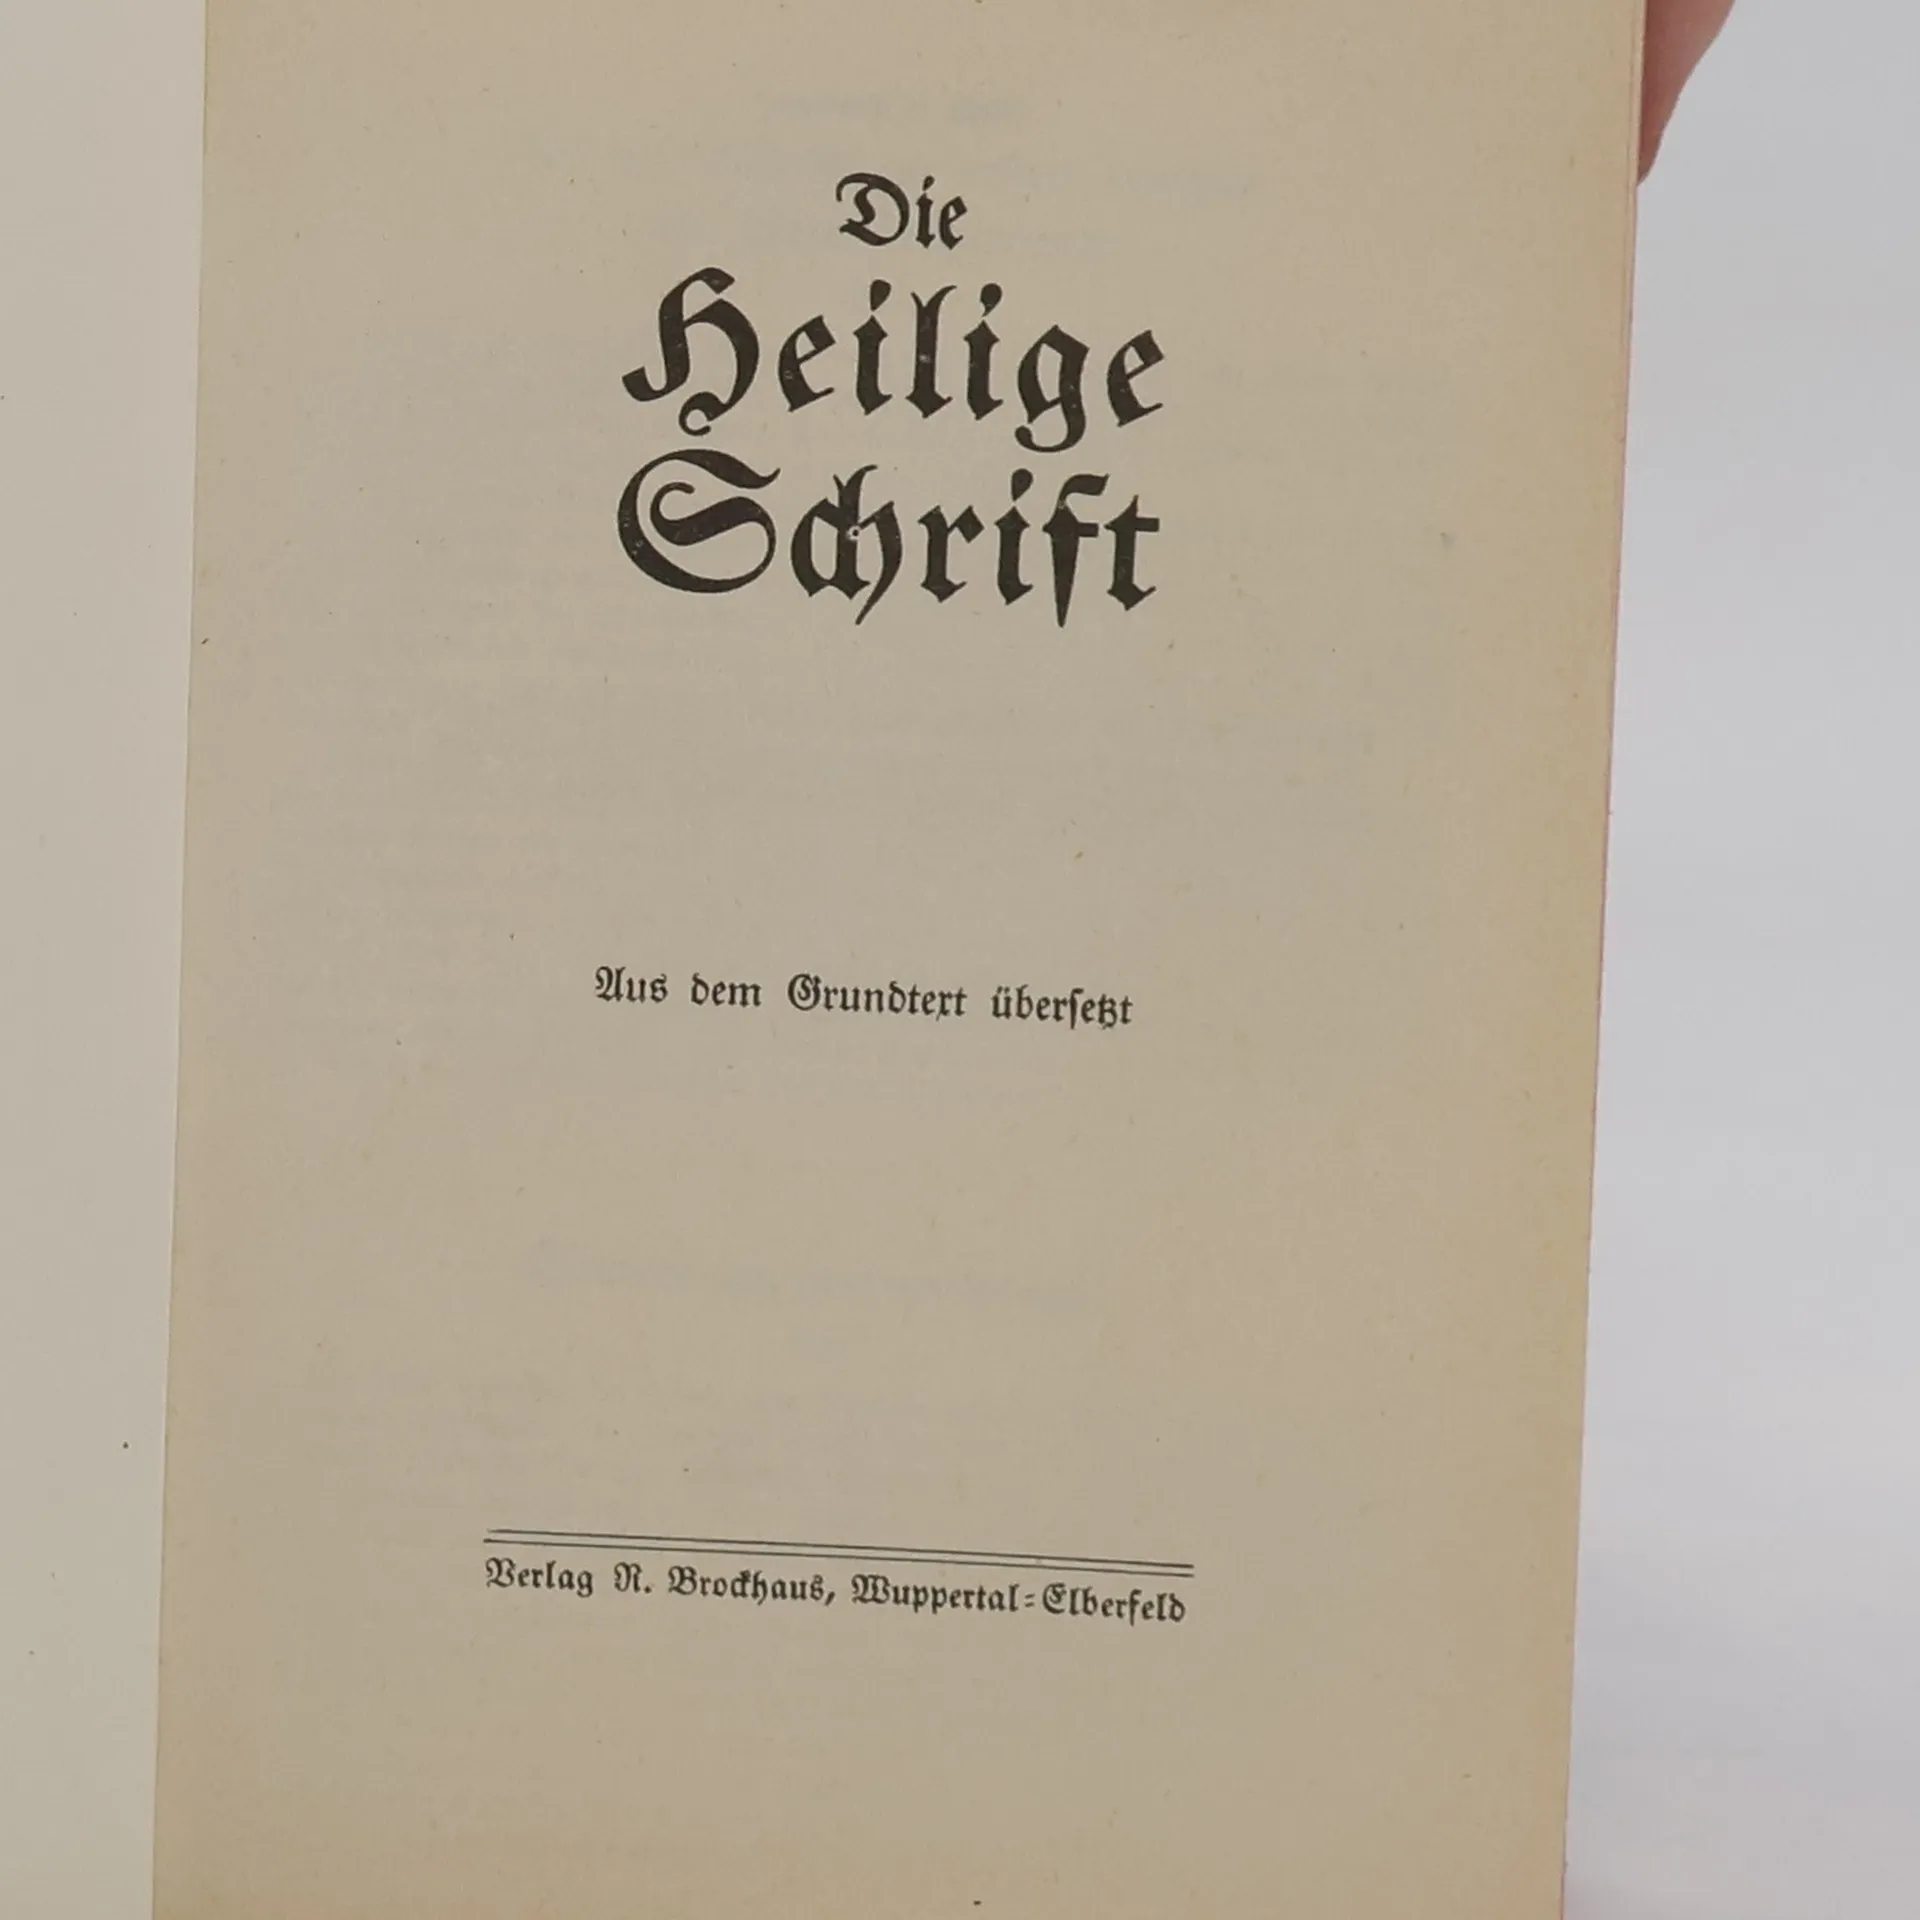 Die
Heilige
Schrift
Aus dem Grundtext überſetzt
Verlag R. Brockhaus, Wuppertal-Elberfeld